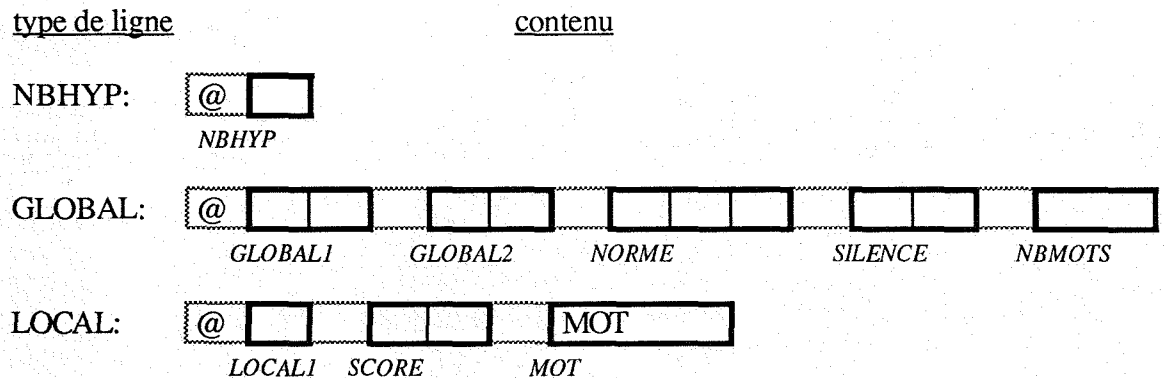 type de ligne contenu
NBHYP: @
NBHYP
GLOBAL: @
GLOBAL1 GLOBAL2 NORME SILENCE NBMOTS
LOCAL: @ MOT
LOCAL1 SCORE MOT